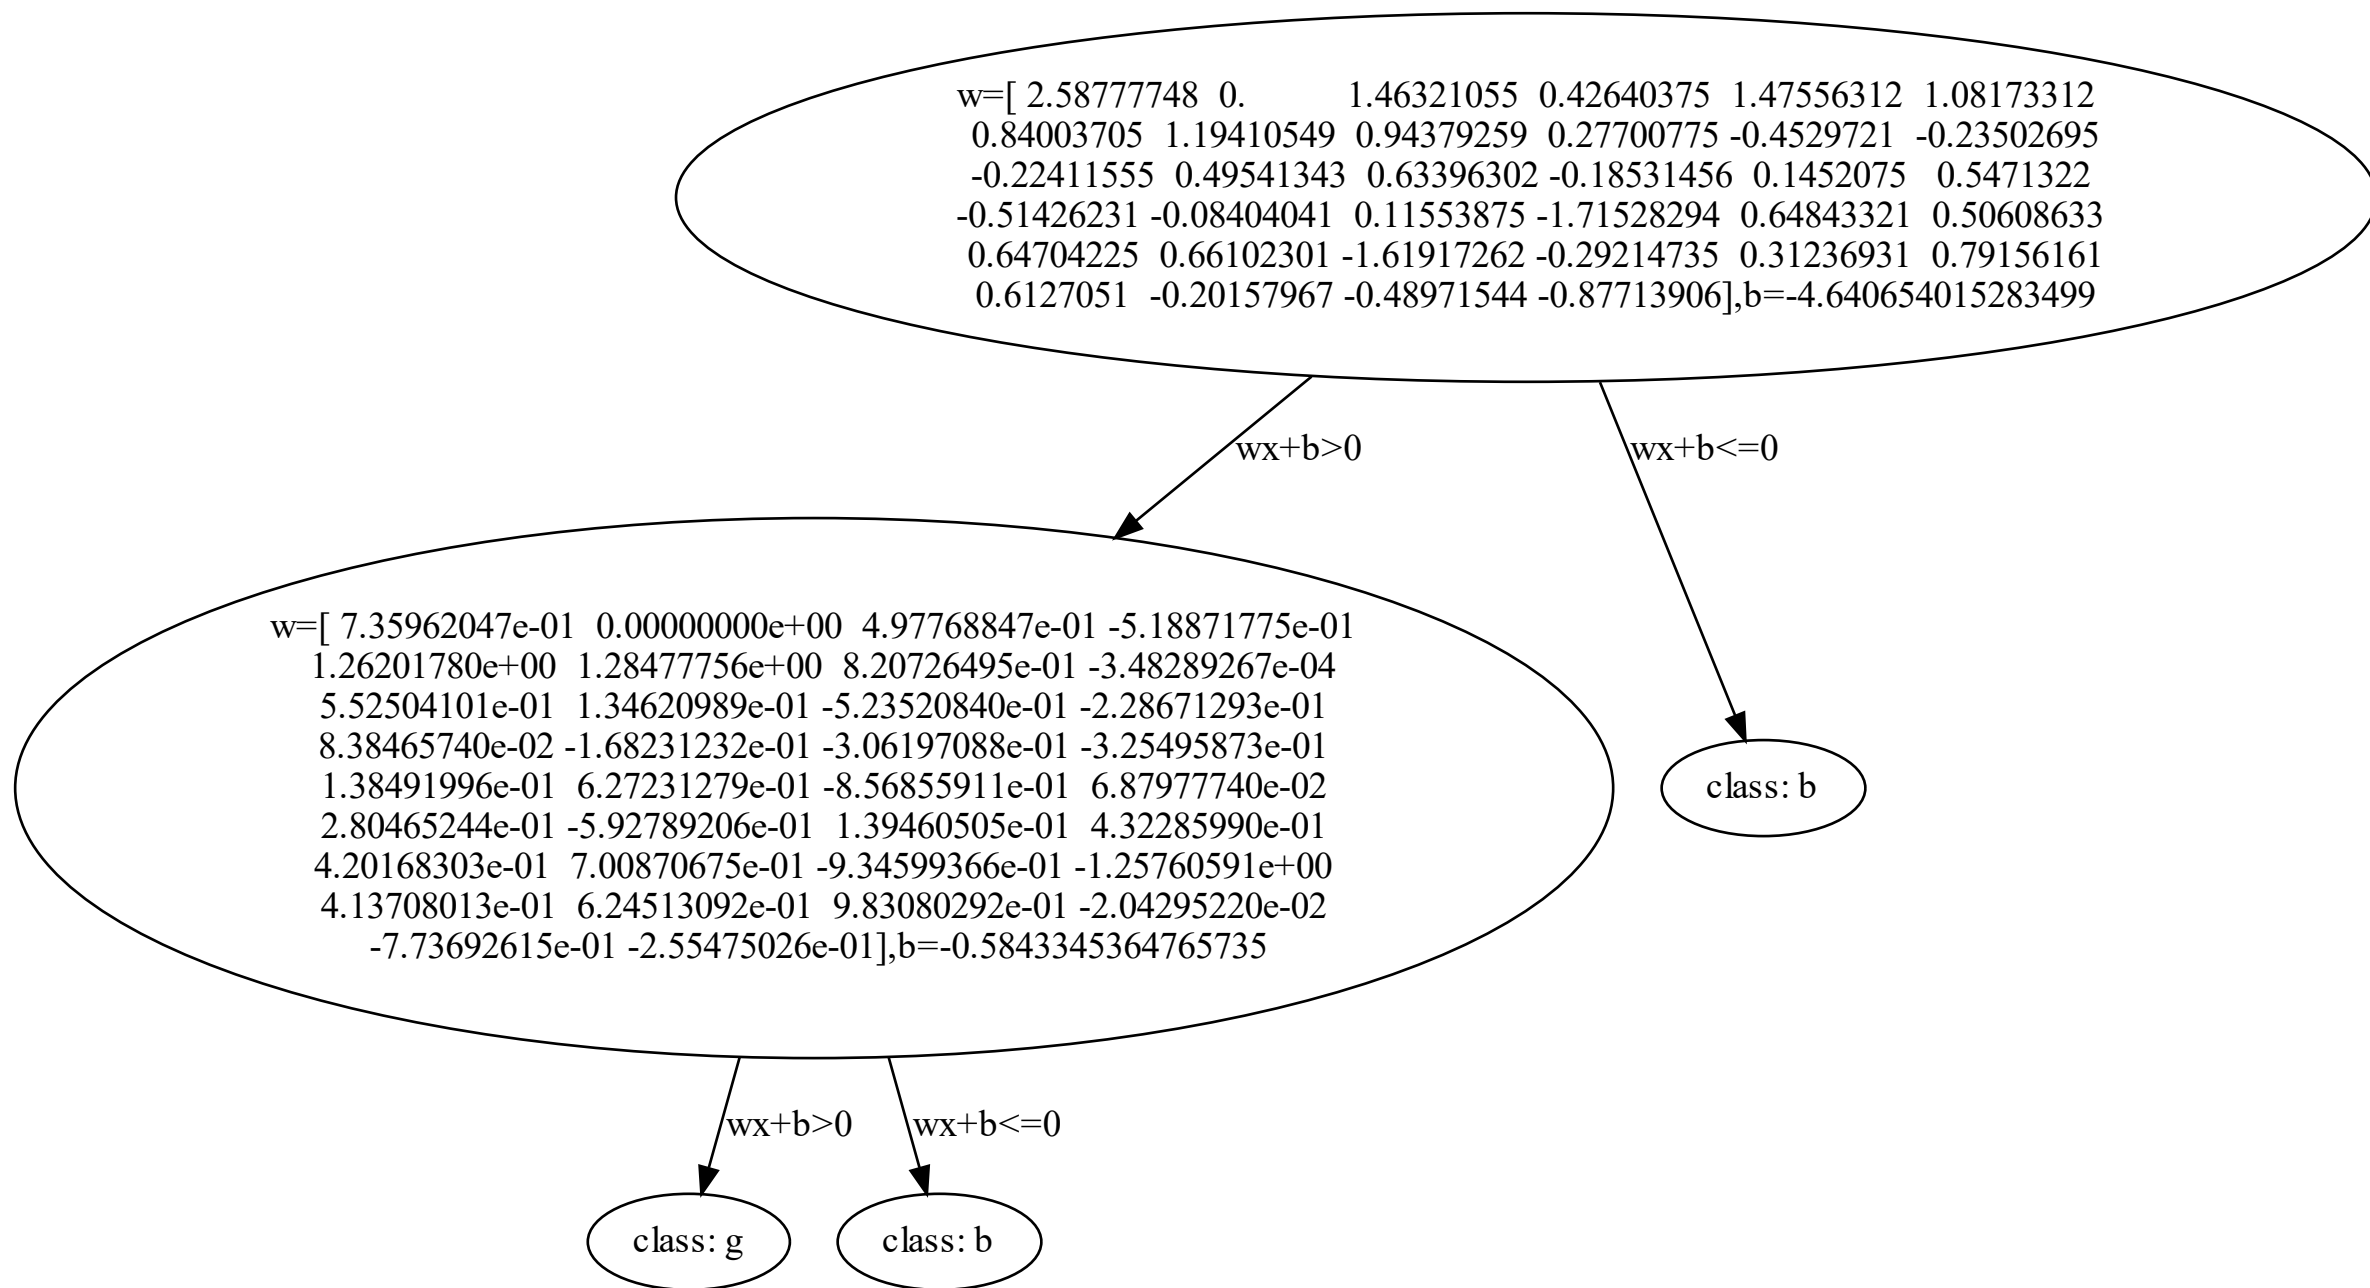 w=[ 2.58777748 0. 1.46321055 0.42640375 1.47556312 1.08173312
0.84003705 1.19410549 0.94379259 0.27700775 -0.4529721 -0.23502695
-0.22411555 0.49541343 0.63396302 -0.18531456 0.1452075 0.5471322
-0.51426231 -0.08404041 0.11553875 -1.71528294 0.64843321 0.50608633
0.64704225 0.66102301 -1.61917262 -0.29214735 0.31236931 0.79156161
0.6127051 -0.20157967 -0.48971544 -0.87713906],b=-4.640654015283499
wx+b>0
wx+b<=0
w=[ 7.35962047e-01 0.00000000e+00 4.97768847e-01 -5.18871775e-01
1.26201780e+00 1.28477756e+00 8.20726495e-01 -3.48289267e-04
5.52504101e-01 1.34620989e-01 -5.23520840e-01 -2.28671293e-01
8.38465740e-02 -1.68231232e-01 -3.06197088e-01 -3.25495873e-01
1.38491996e-01 6.27231279e-01 -8.56855911e-01 6.87977740e-02
2.80465244e-01 -5.92789206e-01 1.39460505e-01 4.32285990e-01
4.20168303e-01 7.00870675e-01 -9.34599366e-01 -1.25760591e+00
4.13708013e-01 6.24513092e-01 9.83080292e-01 -2.04295220e-02
-7.73692615e-01 -2.55475026e-01],b=-0.5843345364765735
class: b
wx+b>0
wx+b<=0
class: g
class: b